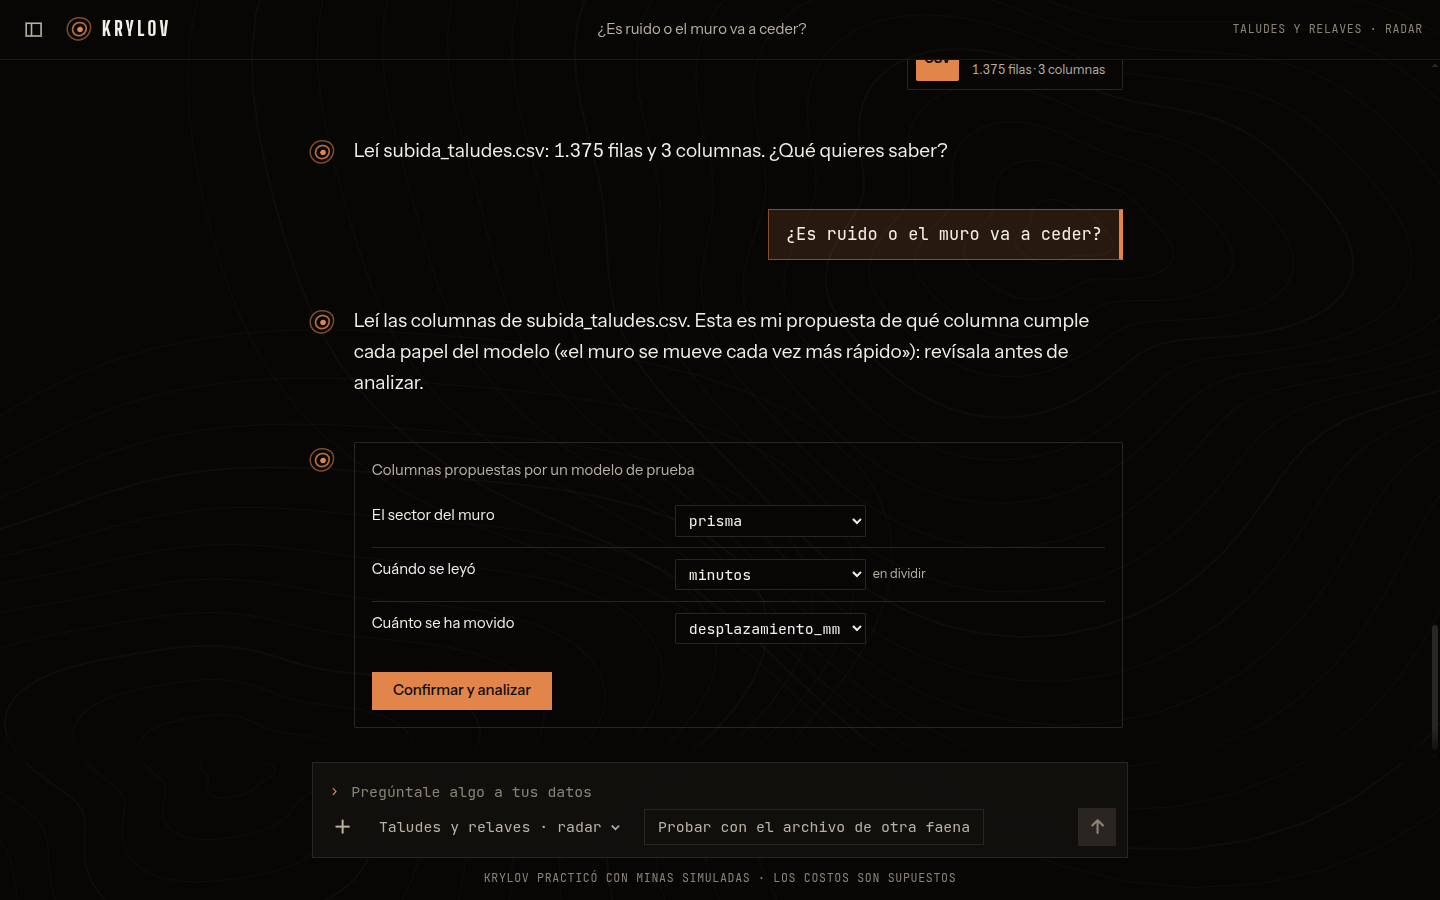 KRYLOV
¿Es ruido o el muro va a ceder?
TALUDES Y RELAVES · RADAR
1.375 filas·3 columnas
Leí subida_taludes.csv: 1.375 filas y 3 columnas. ¿Qué quieres saber?
¿Es ruido o el muro va a ceder?
Leí las columnas de subida_taludes.csv. Esta es mi propuesta de qué columna cumple
cada papel del modelo («el muro se mueve cada vez más rápido»): revísala antes de
analizar.
Columnas propuestas por un modelo de prueba
El sector del muro
prisma
Cuándo se leyó
minutos
en dividir
Cuánto se ha movido
desplazamiento_mm
Confirmar y analizar
› Pregúntale algo a tus datos
Taludes y relaves · radar
Probar con el archivo de otra faena
KRYLOV PRACTICÓ CON MINAS SIMULADAS · LOS COSTOS SON SUPUESTOS